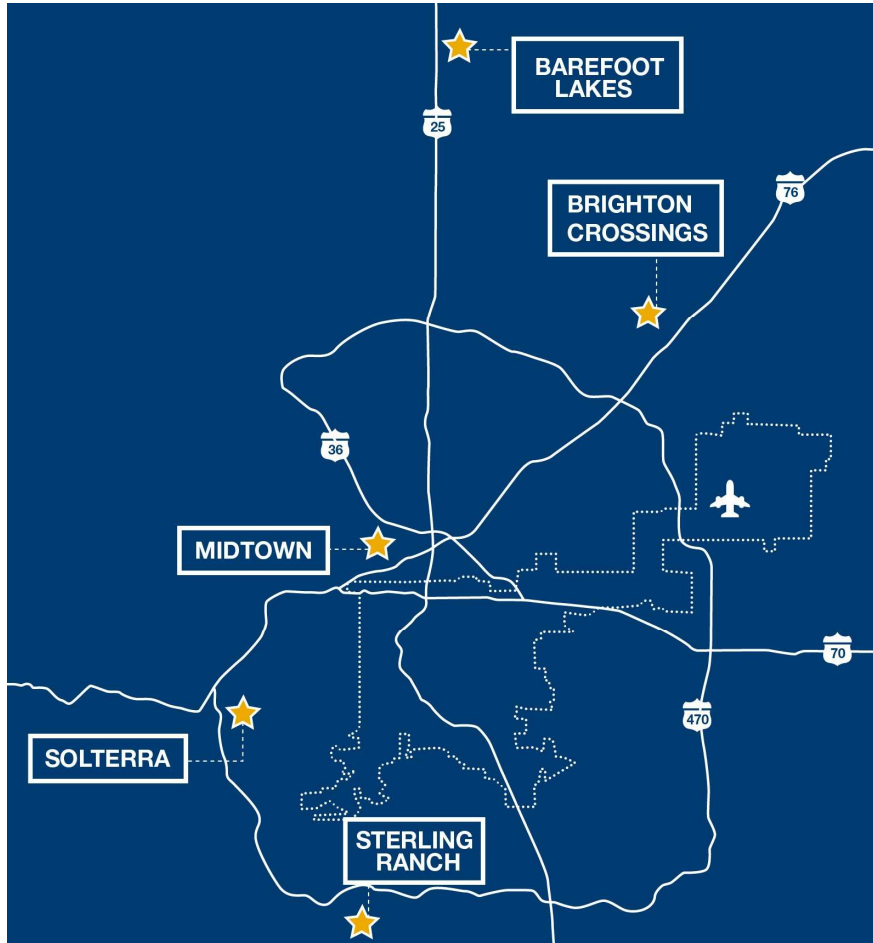 BAREFOOT
LAKES
25
76
BRIGHTON
CROSSINGS
36
MIDTOWN
70
470
SOLTERRA
STERLING
RANCH